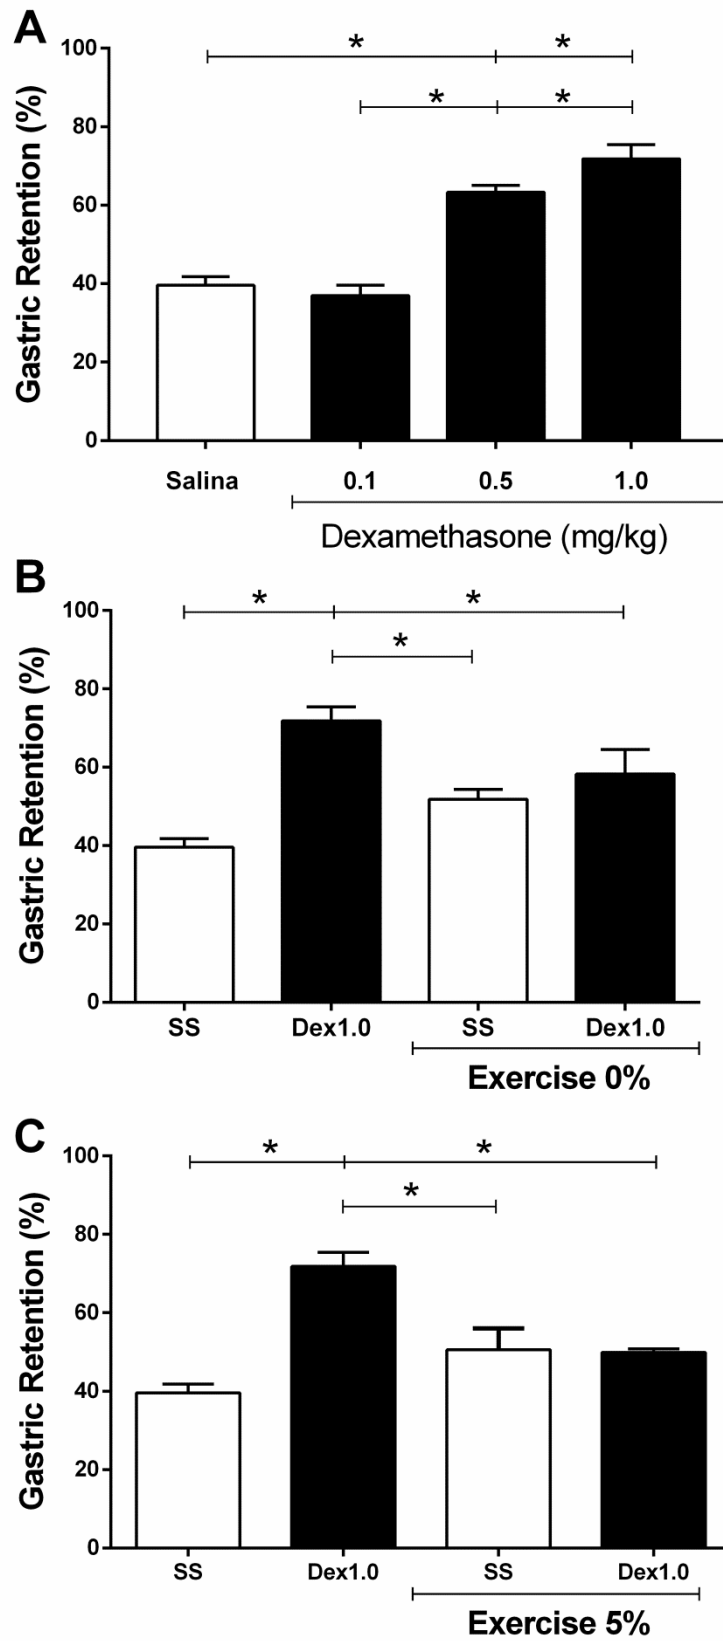 A
Gastric Retention (%)
100
80
60
40
20
0
* *
* *
Salina 0.1 0.5 1.0
Dexamethasone (mg/kg)
B
Gastric Retention (%)
100
80
60
40
20
0
* *
*
SS Dex1.0 SS Dex1.0
Exercise 0%
C
Gastric Retention (%)
100
80
60
40
20
0
* *
*
SS Dex1.0 SS Dex1.0
Exercise 5%